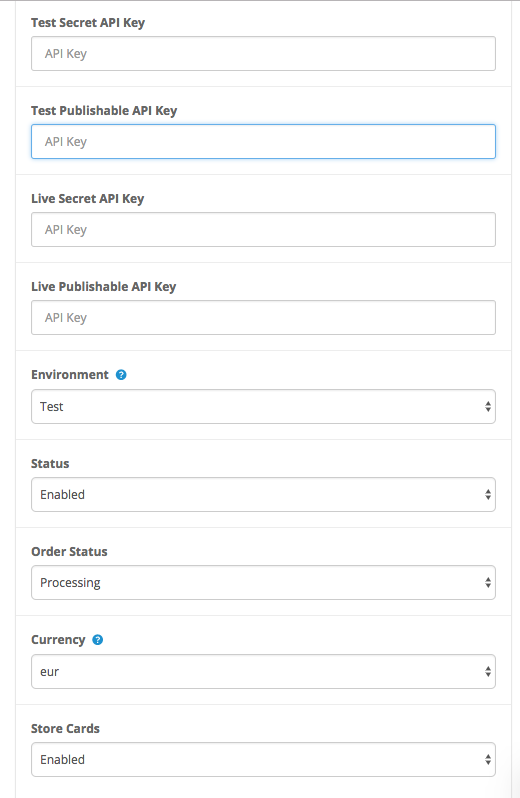 Test Secret API Key
API Key
Test Publishable API Key
API Key
Live Secret API Key
API Key
Live Publishable API Key
API Key
Environment ?
Test
Status
Enabled
Order Status
Processing
Currency ?
eur
Store Cards
Enabled